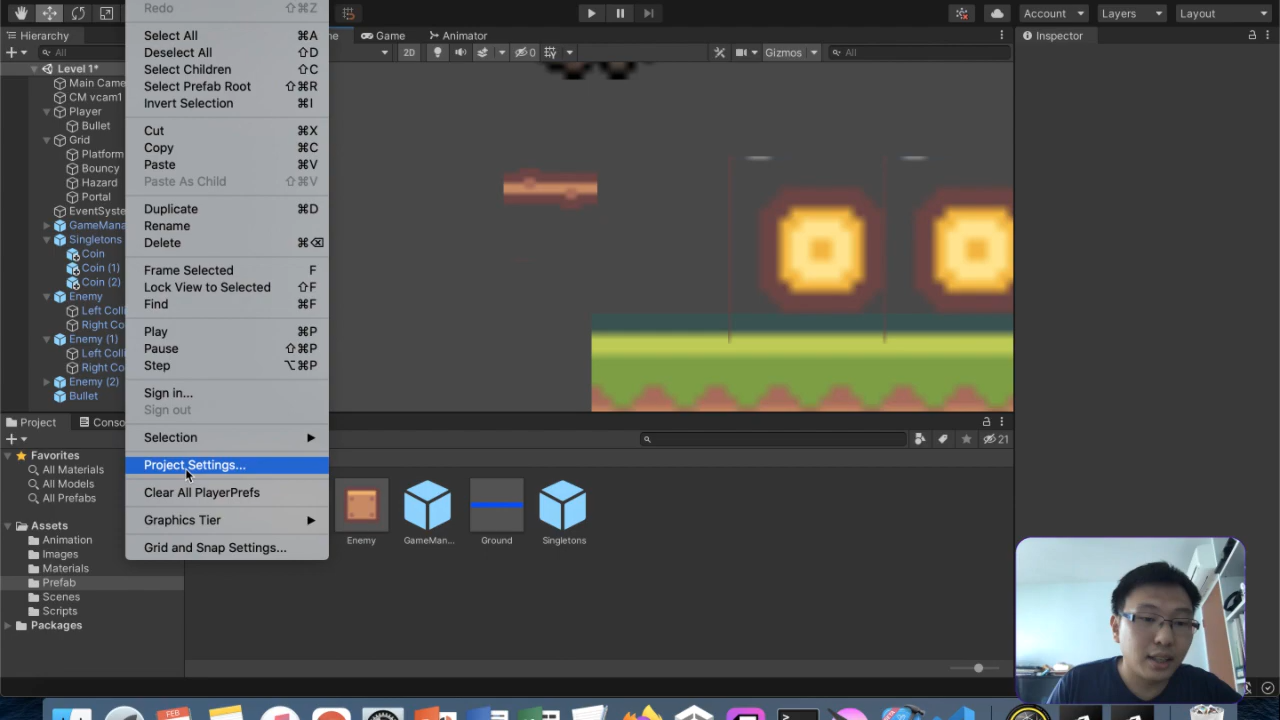 Redo ⇧⌘Z
Account
Layers
Layout
Hierarchy
Game
Animator
Inspector
All
2D
0
Gizmos
All
Level 1*
Main Came
CM vcam1
Player
Bullet
Grid
Platform
Bouncy
Hazard
Portal
EventSyste
GameMana
Singletons
Coin
Coin (1)
Coin (2)
Enemy
Left Colli
Right Co
Enemy (1)
Left Colli
Right Co
Enemy (2)
Bullet
Select All ⌘A
Deselect All ⇧D
Select Children ⇧C
Select Prefab Root ⇧⌘R
Invert Selection ⌘I
Cut ⌘X
Copy ⌘C
Paste ⌘V
Paste As Child ⇧⌘V
Duplicate ⌘D
Rename
Delete ⌘⌫
Frame Selected F
Lock View to Selected ⇧F
Find ⌘F
Play ⌘P
Pause ⇧⌘P
Step ⌥⌘P
Sign in...
Sign out
Selection
Project Settings...
Clear All PlayerPrefs
Graphics Tier
Grid and Snap Settings...
Project
Conso
21
Favorites
All Materials
All Models
All Prefabs
Assets
Animation
Images
Materials
Prefab
Scenes
Scripts
Packages
Enemy
GameMan...
Ground
Singletons
FEB